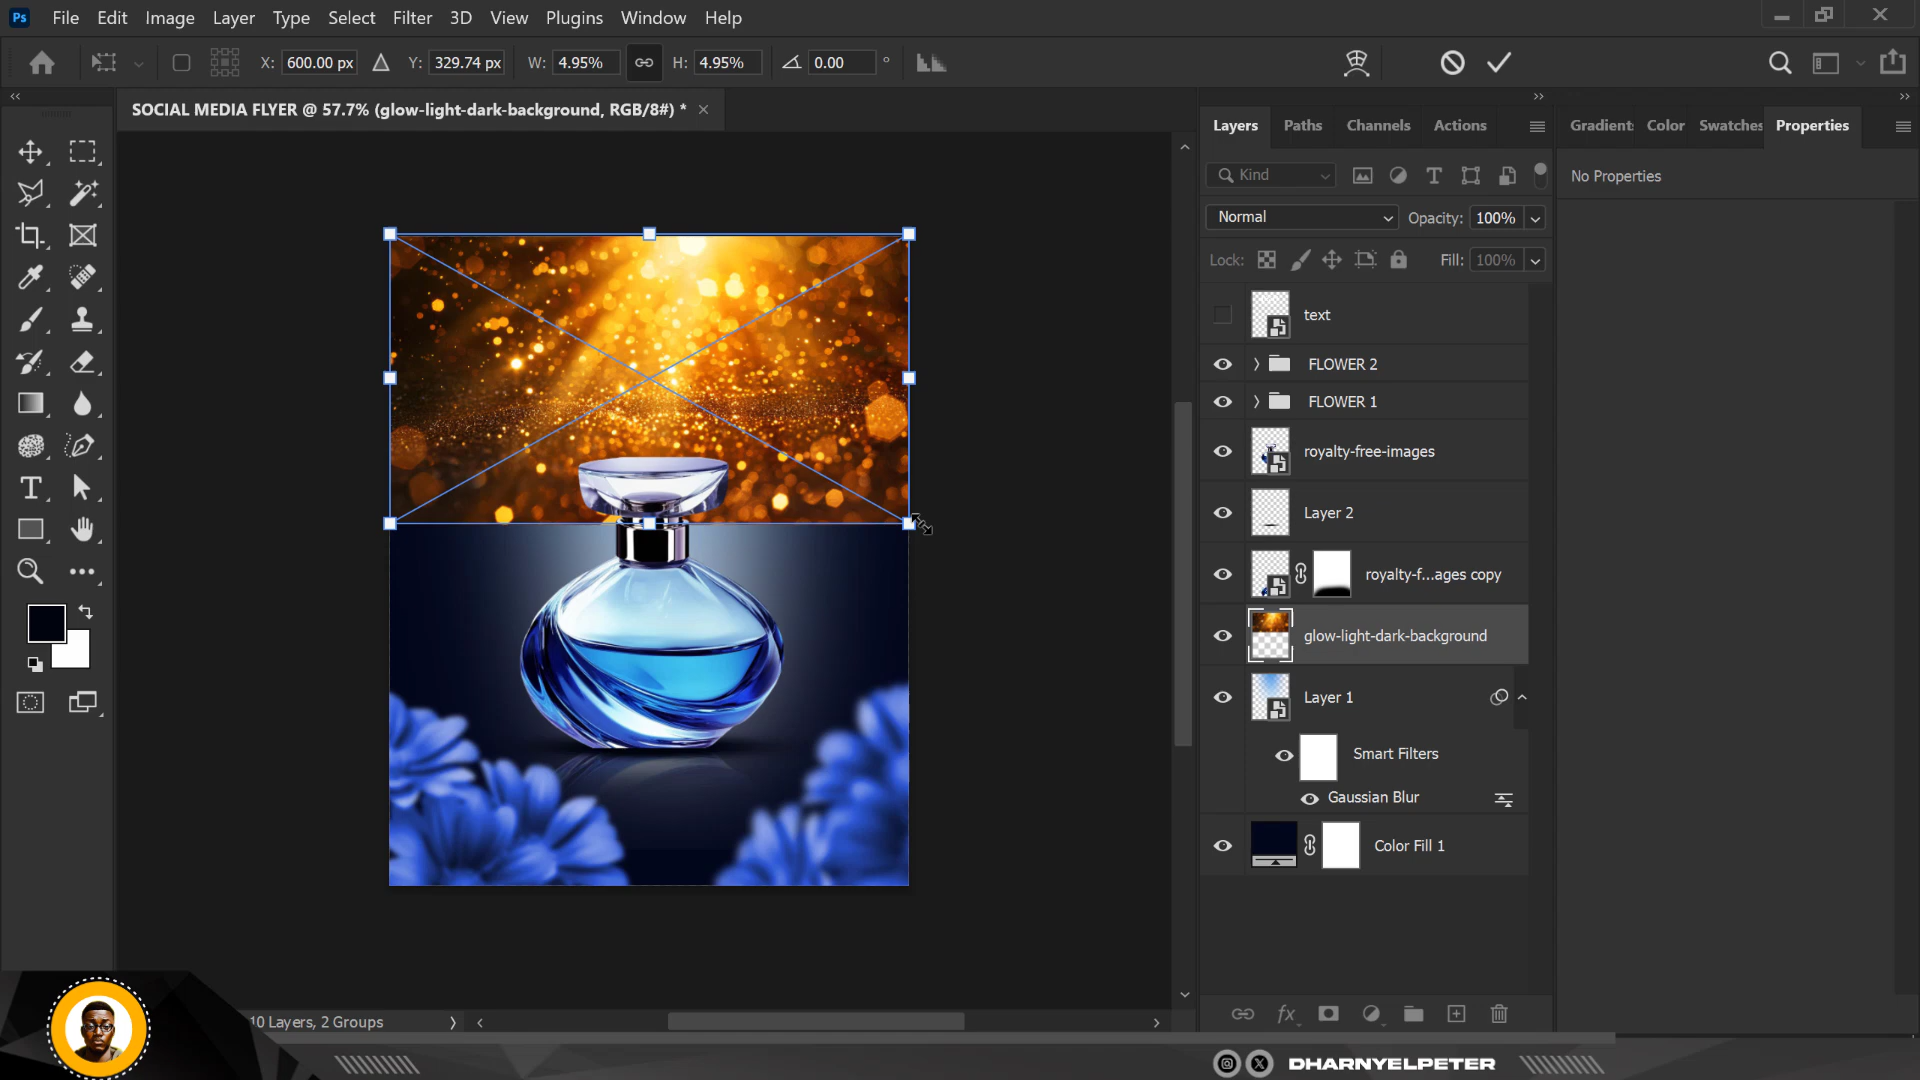 Ps File Edit Image Layer Type Select Filter 3D View Plugins Window Help
X: 600.00 px Y: 329.74 px W: 4.95% H: 4.95% 0.00 °
SOCIAL MEDIA FLYER @ 57.7% (glow-light-dark-background, RGB/8#) *
Layers Paths Channels Actions
Gradient Color Swatches Properties
Kind
No Properties
Normal Opacity: 100%
Lock: Fill: 100%
text
FLOWER 2
FLOWER 1
royalty-free-images
Layer 2
royalty-f...ages copy
glow-light-dark-background
Layer 1
Smart Filters
Gaussian Blur
Color Fill 1
10 Layers, 2 Groups
DHARNYELPETER